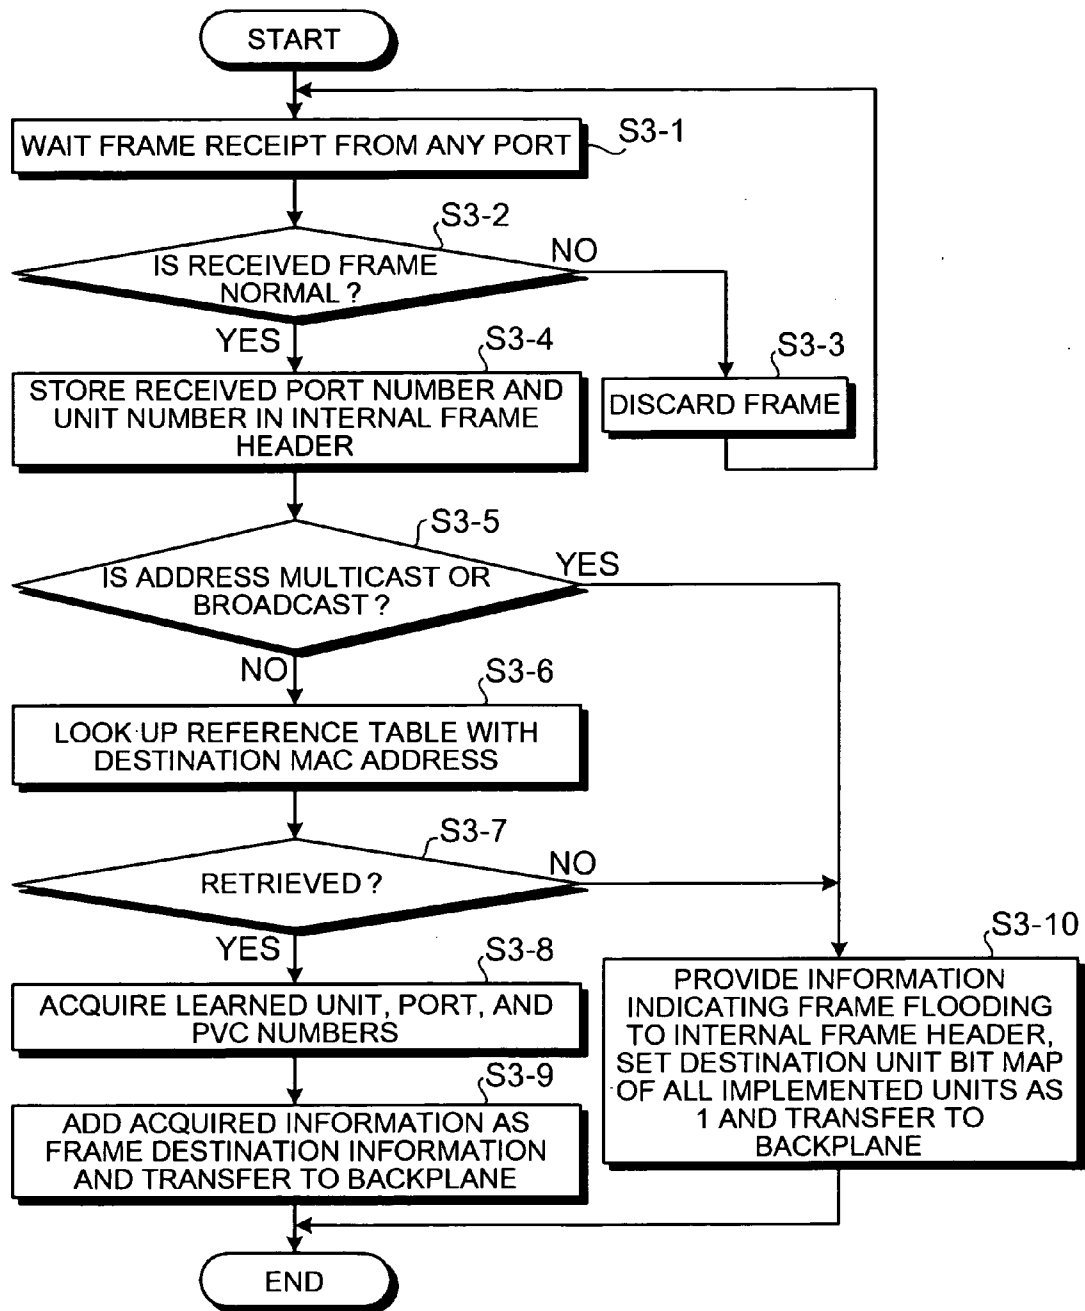 START
WAIT FRAME RECEIPT FROM ANY PORT
S3-1
S3-2
IS RECEIVED FRAME
NORMAL ?
NO
YES
S3-3
DISCARD FRAME
S3-4
STORE RECEIVED PORT NUMBER AND
UNIT NUMBER IN INTERNAL FRAME
HEADER
S3-5
IS ADDRESS MULTICAST OR
BROADCAST ?
YES
NO
S3-6
LOOK UP REFERENCE TABLE WITH
DESTINATION MAC ADDRESS
S3-7
RETRIEVED ?
NO
YES
S3-8
ACQUIRE LEARNED UNIT, PORT, AND
PVC NUMBERS
S3-9
ADD ACQUIRED INFORMATION AS
FRAME DESTINATION INFORMATION
AND TRANSFER TO BACKPLANE
S3-10
PROVIDE INFORMATION
INDICATING FRAME FLOODING
TO INTERNAL FRAME HEADER,
SET DESTINATION UNIT BIT MAP
OF ALL IMPLEMENTED UNITS AS
1 AND TRANSFER TO
BACKPLANE
END